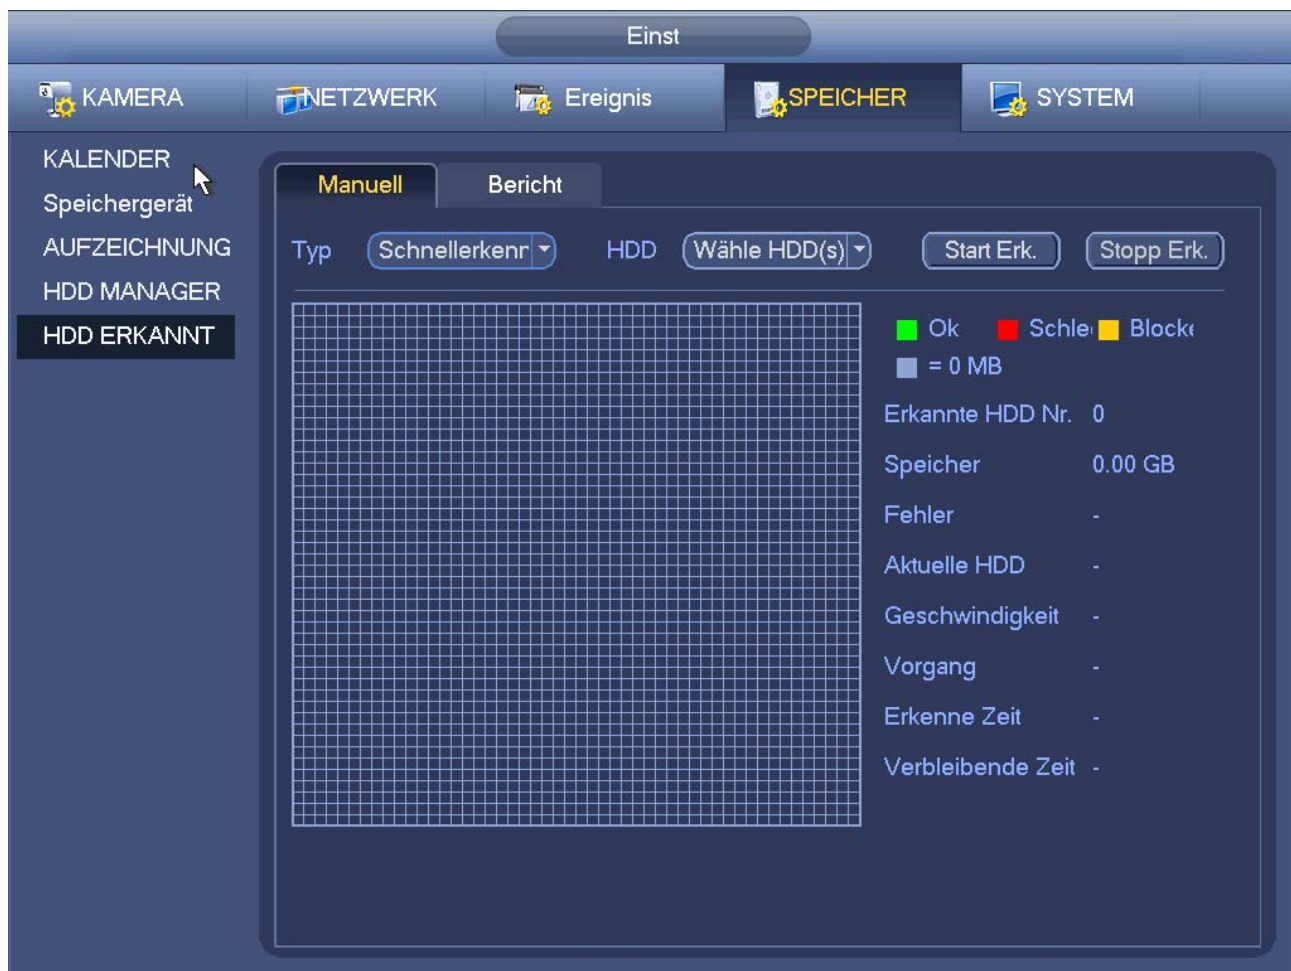 Einst
KAMERA NETZWERK Ereignis SPEICHER SYSTEM
KALENDER
Speichergerät
AUFZEICHNUNG
HDD MANAGER
HDD ERKANNT
Manuell Bericht
Typ Schnellerkenr HDD Wähle HDD(s) Start Erk. Stopp Erk.
Ok Schle Blocke
= 0 MB
Erkannte HDD Nr. 0
Speicher 0.00 GB
Fehler -
Aktuelle HDD -
Geschwindigkeit -
Vorgang -
Erkenne Zeit -
Verbleibende Zeit -